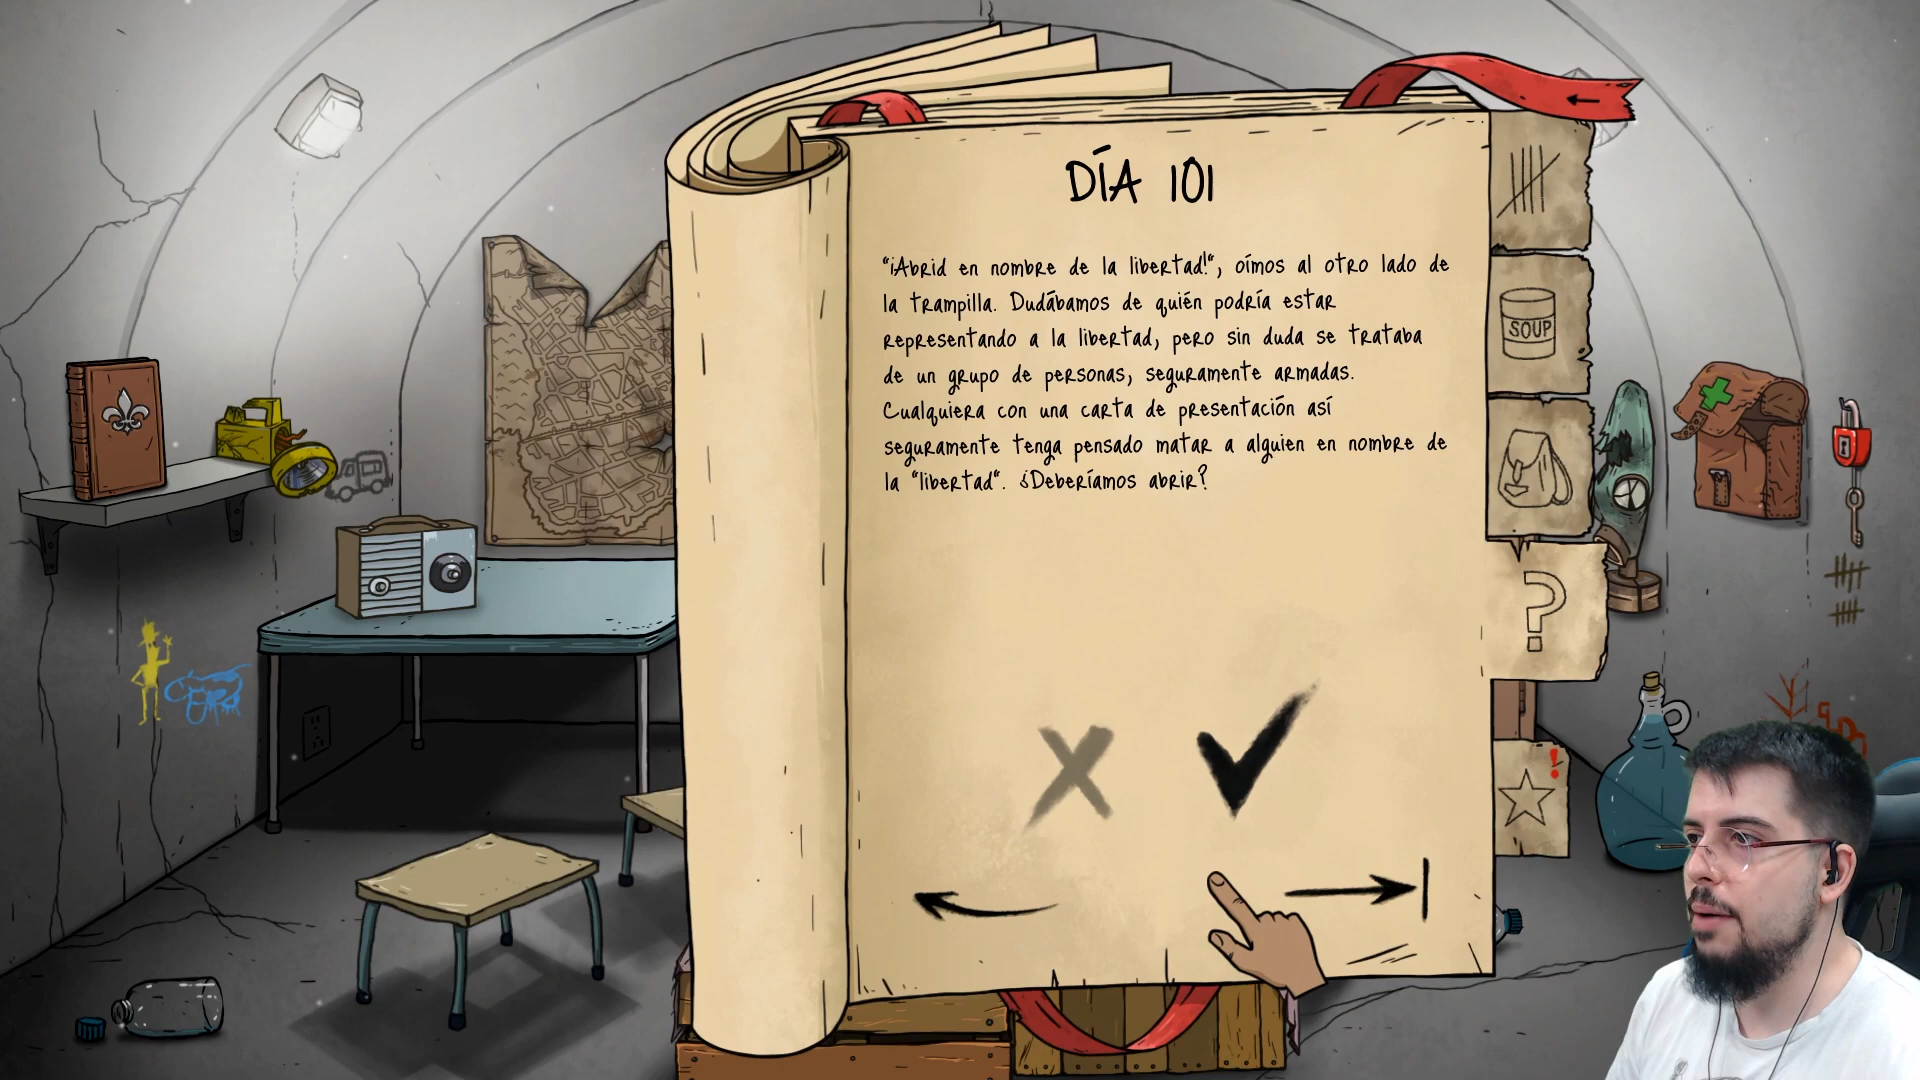 DÍA 101
"¡Abrid en nombre de la libertad!", oímos al otro lado de
la trampilla. Dudábamos de quién podría estar
representando a la libertad, pero sin duda se trataba
de un grupo de personas, seguramente armadas.
Cualquiera con una carta de presentación así
seguramente tenga pensado matar a alguien en nombre de
la "libertad". ¿Deberíamos abrir?
SOUP
?
!